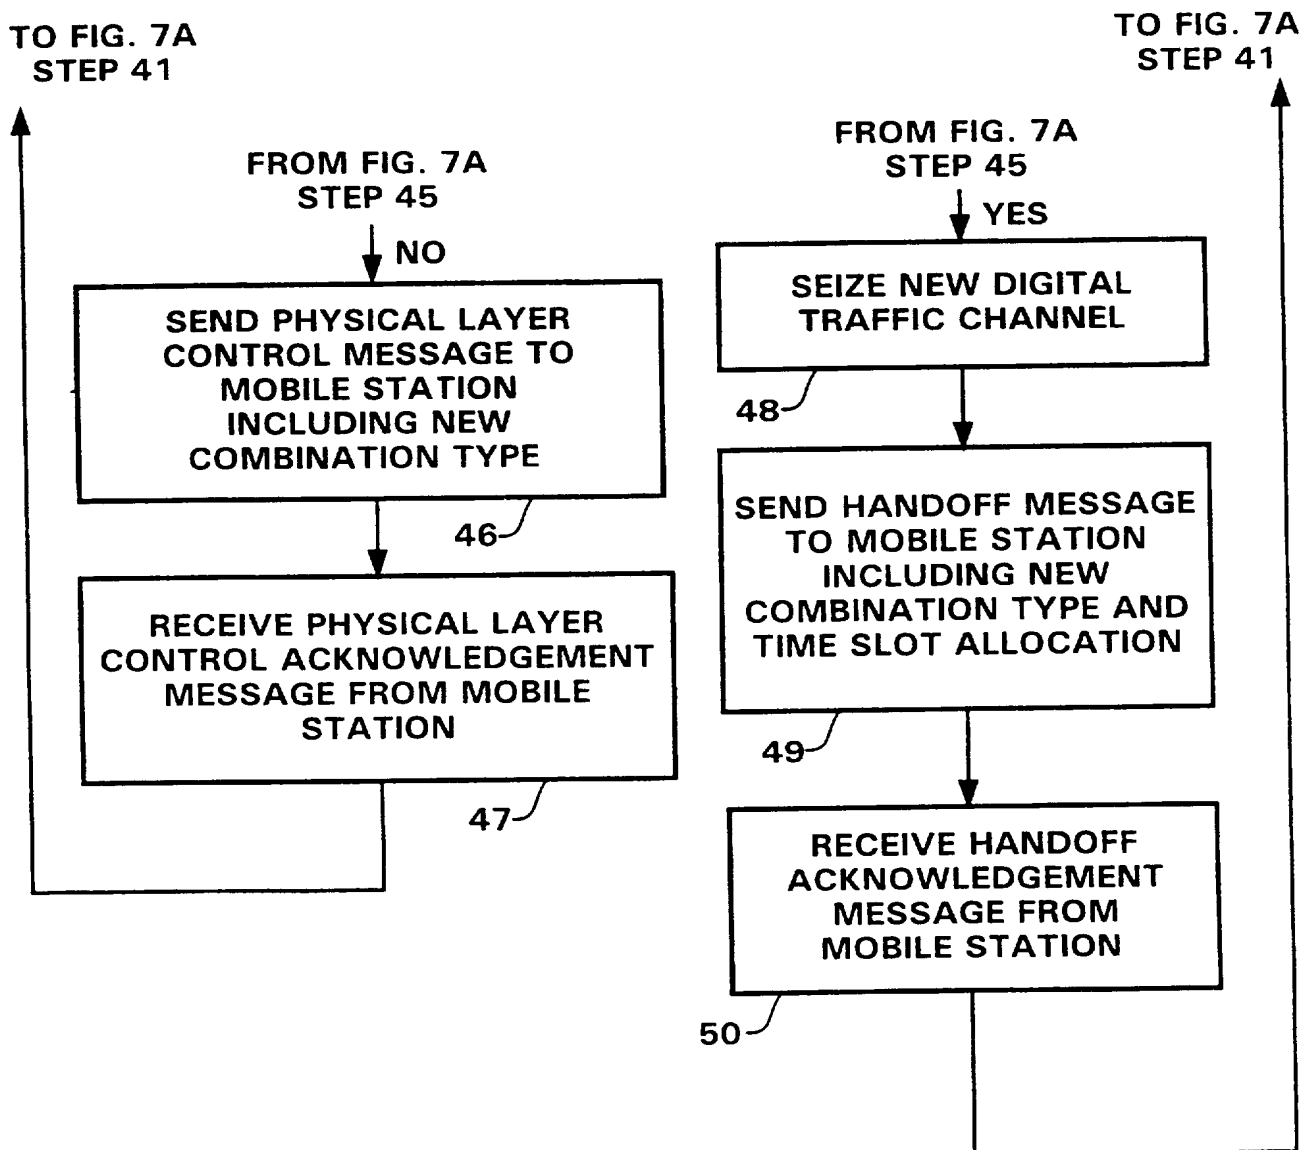 TO FIG. 7A
STEP 41
FROM FIG. 7A
STEP 45
NO
SEND PHYSICAL LAYER
CONTROL MESSAGE TO
MOBILE STATION
INCLUDING NEW
COMBINATION TYPE
46
RECEIVE PHYSICAL LAYER
CONTROL ACKNOWLEDGEMENT
MESSAGE FROM MOBILE
STATION
47
TO FIG. 7A
STEP 41
FROM FIG. 7A
STEP 45
YES
SEIZE NEW DIGITAL
TRAFFIC CHANNEL
48
SEND HANDOFF MESSAGE
TO MOBILE STATION
INCLUDING NEW
COMBINATION TYPE AND
TIME SLOT ALLOCATION
49
RECEIVE HANDOFF
ACKNOWLEDGEMENT
MESSAGE FROM
MOBILE STATION
50